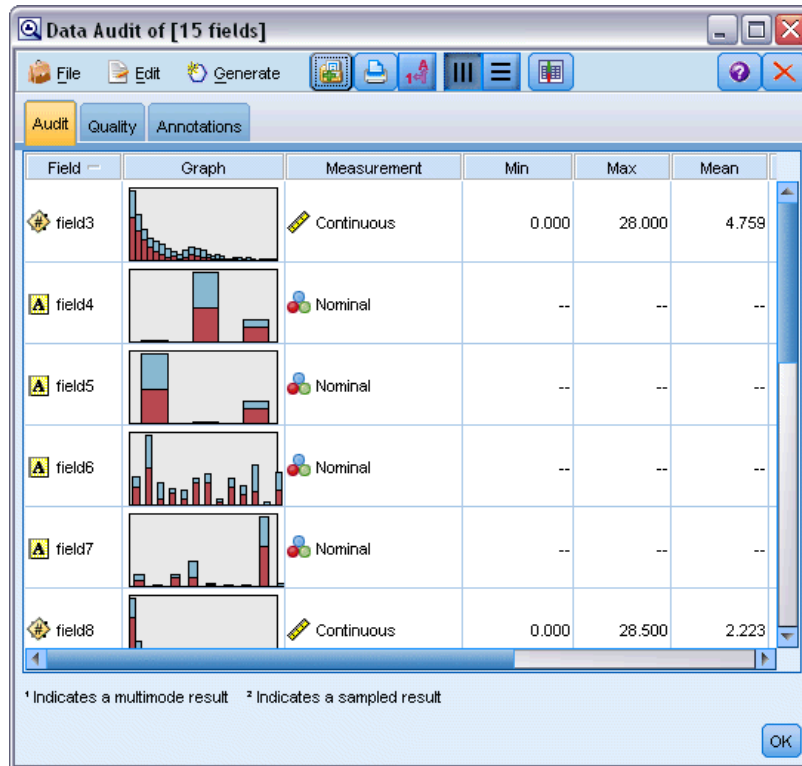 Data Audit of [15 fields]
File Edit Generate
Audit Quality Annotations
Field Graph Measurement Min Max Mean
field3 Continuous 0.000 28.000 4.759
A field4 Nominal -- -- --
A field5 Nominal -- -- --
A field6 Nominal -- -- --
A field7 Nominal -- -- --
field8 Continuous 0.000 28.500 2.223
¹ Indicates a multimode result ² Indicates a sampled result
OK